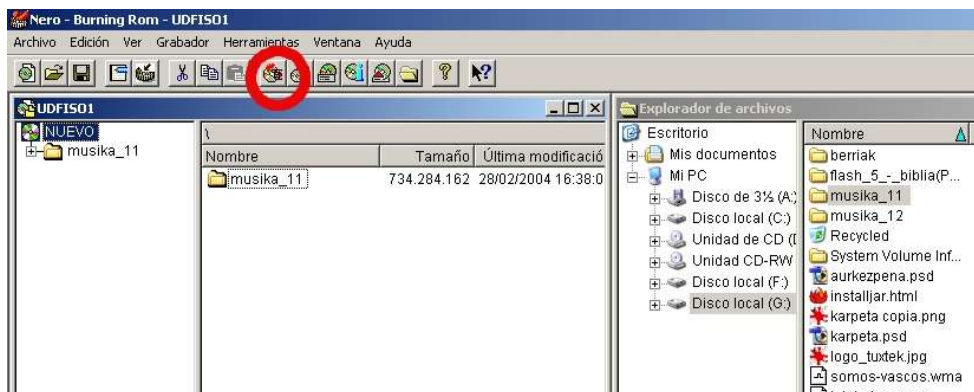 Nero - Burning Rom - UDFISO1
Archivo Edición Ver Grabador Herramientas Ventana Ayuda
UDFISO1
NUEVO
musika_11
\
Nombre Tamaño Última modificació
musika_11 734.284.162 28/02/2004 16:38:0
Explorador de archivos
Escritorio
Mis documentos
Mi PC
Disco de 3½ (A:)
Disco local (C:)
Unidad de CD (D
Unidad CD-RW
Disco local (F:)
Disco local (G:)
Nombre
berriak
flash_5_-_biblia(P...
musika_11
musika_12
Recycled
System Volume Inf...
aurkezpena.psd
installjar.html
karpeta copia.png
karpeta.psd
logo_tuxtek.jpg
somos-vascos.wma